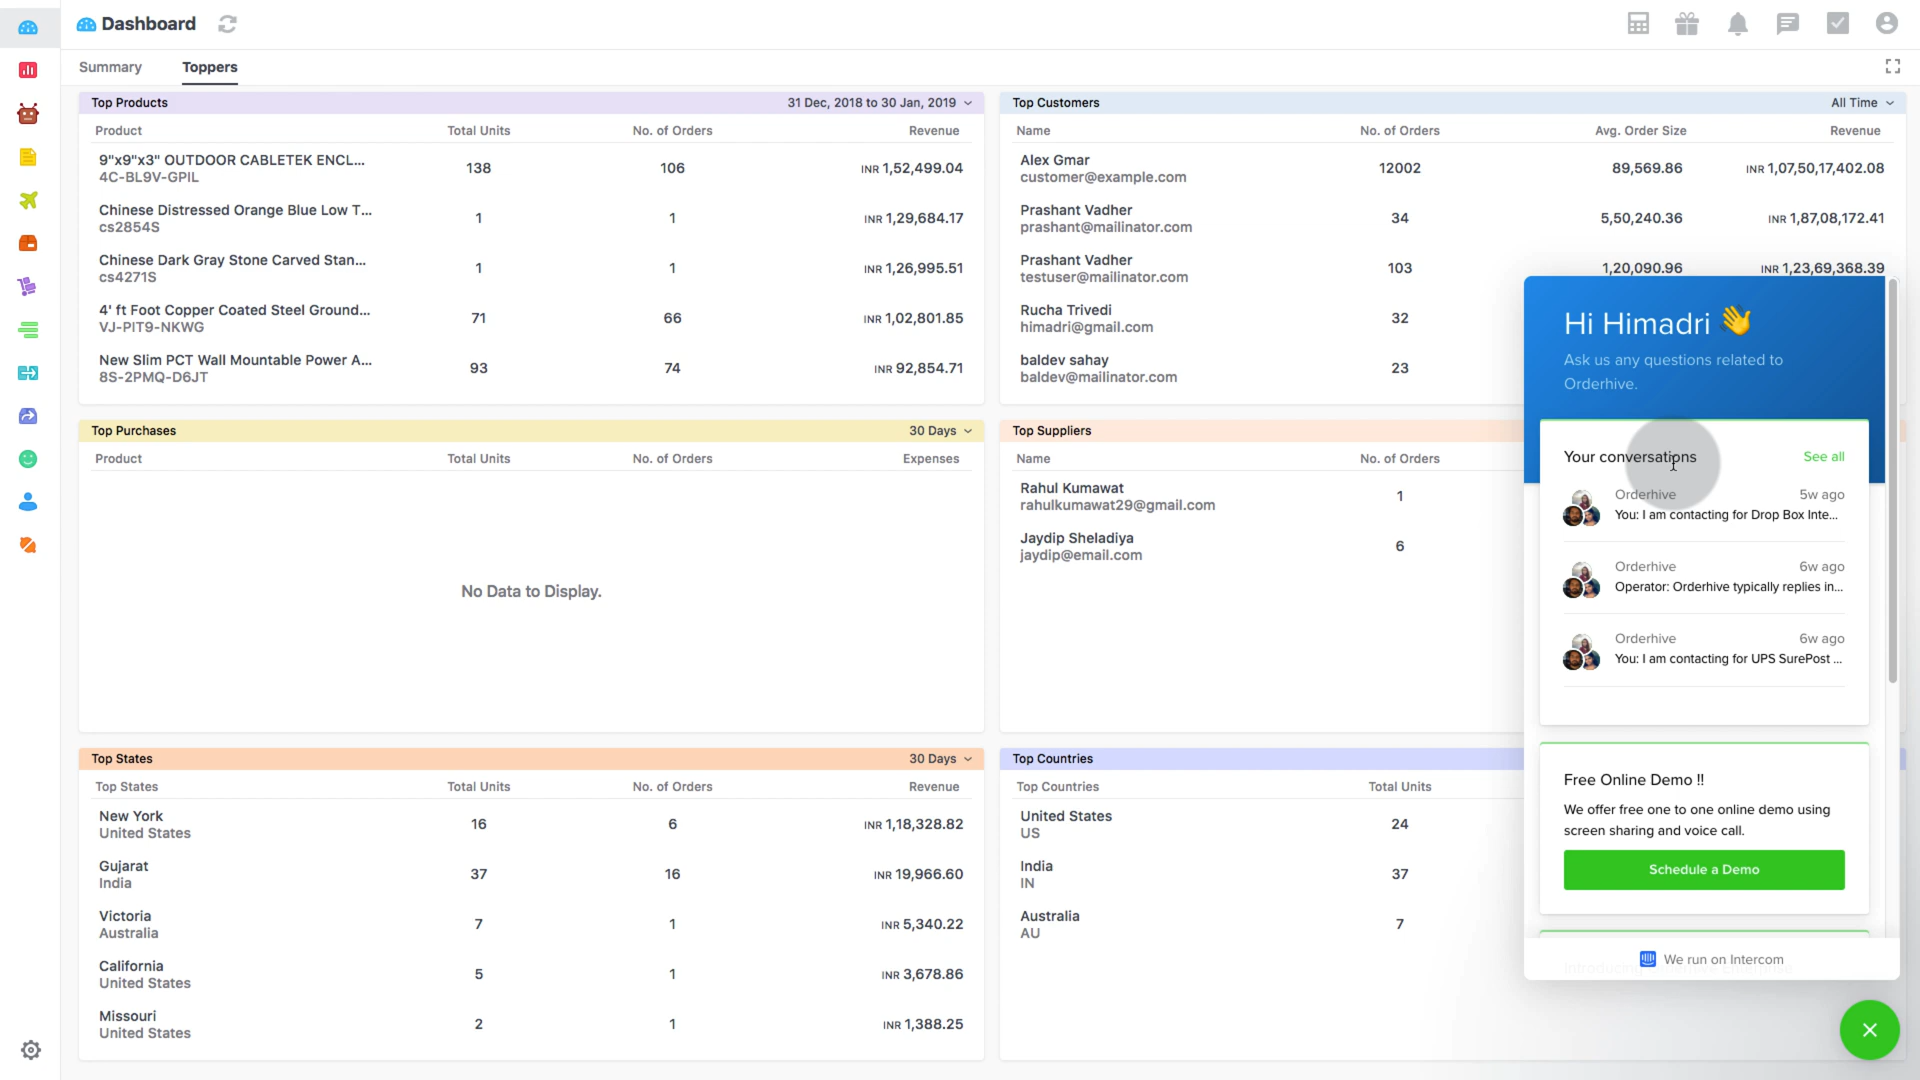 Dashboard
Summary
Toppers
Top Products
31 Dec, 2018 to 30 Jan, 2019
Product Total Units No. of Orders Revenue
9"x9"x3" OUTDOOR CABLETEK ENCL...
4C-BL9V-GPIL
138 106 INR 1,52,499.04
Chinese Distressed Orange Blue Low T...
cs2854S
1 1 INR 1,29,684.17
Chinese Dark Gray Stone Carved Stan...
cs4271S
1 1 INR 1,26,995.51
4' ft Foot Copper Coated Steel Ground...
VJ-PIT9-NKWG
71 66 INR 1,02,801.85
New Slim PCT Wall Mountable Power A...
8S-2PMQ-D6JT
93 74 INR 92,854.71
Top Customers
All Time
Name No. of Orders Avg. Order Size Revenue
Alex Gmar
customer@example.com
12002 89,569.86 INR 1,07,50,17,402.08
Prashant Vadher
prashant@mailinator.com
34 5,50,240.36 INR 1,87,08,172.41
Prashant Vadher
testuser@mailinator.com
103 1,20,090.96 INR 1,23,69,368.39
Rucha Trivedi
himadri@gmail.com
32
baldev sahay
baldev@mailinator.com
23
Top Purchases
30 Days
Product Total Units No. of Orders Expenses
No Data to Display.
Top Suppliers
Name No. of Orders
Rahul Kumawat
rahulkumawat29@gmail.com
1
Jaydip Sheladiya
jaydip@email.com
6
Top States
30 Days
Top States Total Units No. of Orders Revenue
New York
United States
16 6 INR 1,18,328.82
Gujarat
India
37 16 INR 19,966.60
Victoria
Australia
7 1 INR 5,340.22
California
United States
5 1 INR 3,678.86
Missouri
United States
2 1 INR 1,388.25
Top Countries
Top Countries Total Units
United States
US
24
India
IN
37
Australia
AU
7
Hi Himadri
Ask us any questions related to
Orderhive.
Your conversations See all
Orderhive 5w ago
You: I am contacting for Drop Box Inte...
Orderhive 6w ago
Operator: Orderhive typically replies in...
Orderhive 6w ago
You: I am contacting for UPS SurePost ...
Free Online Demo !!
We offer free one to one online demo using
screen sharing and voice call.
Schedule a Demo
We run on Intercom